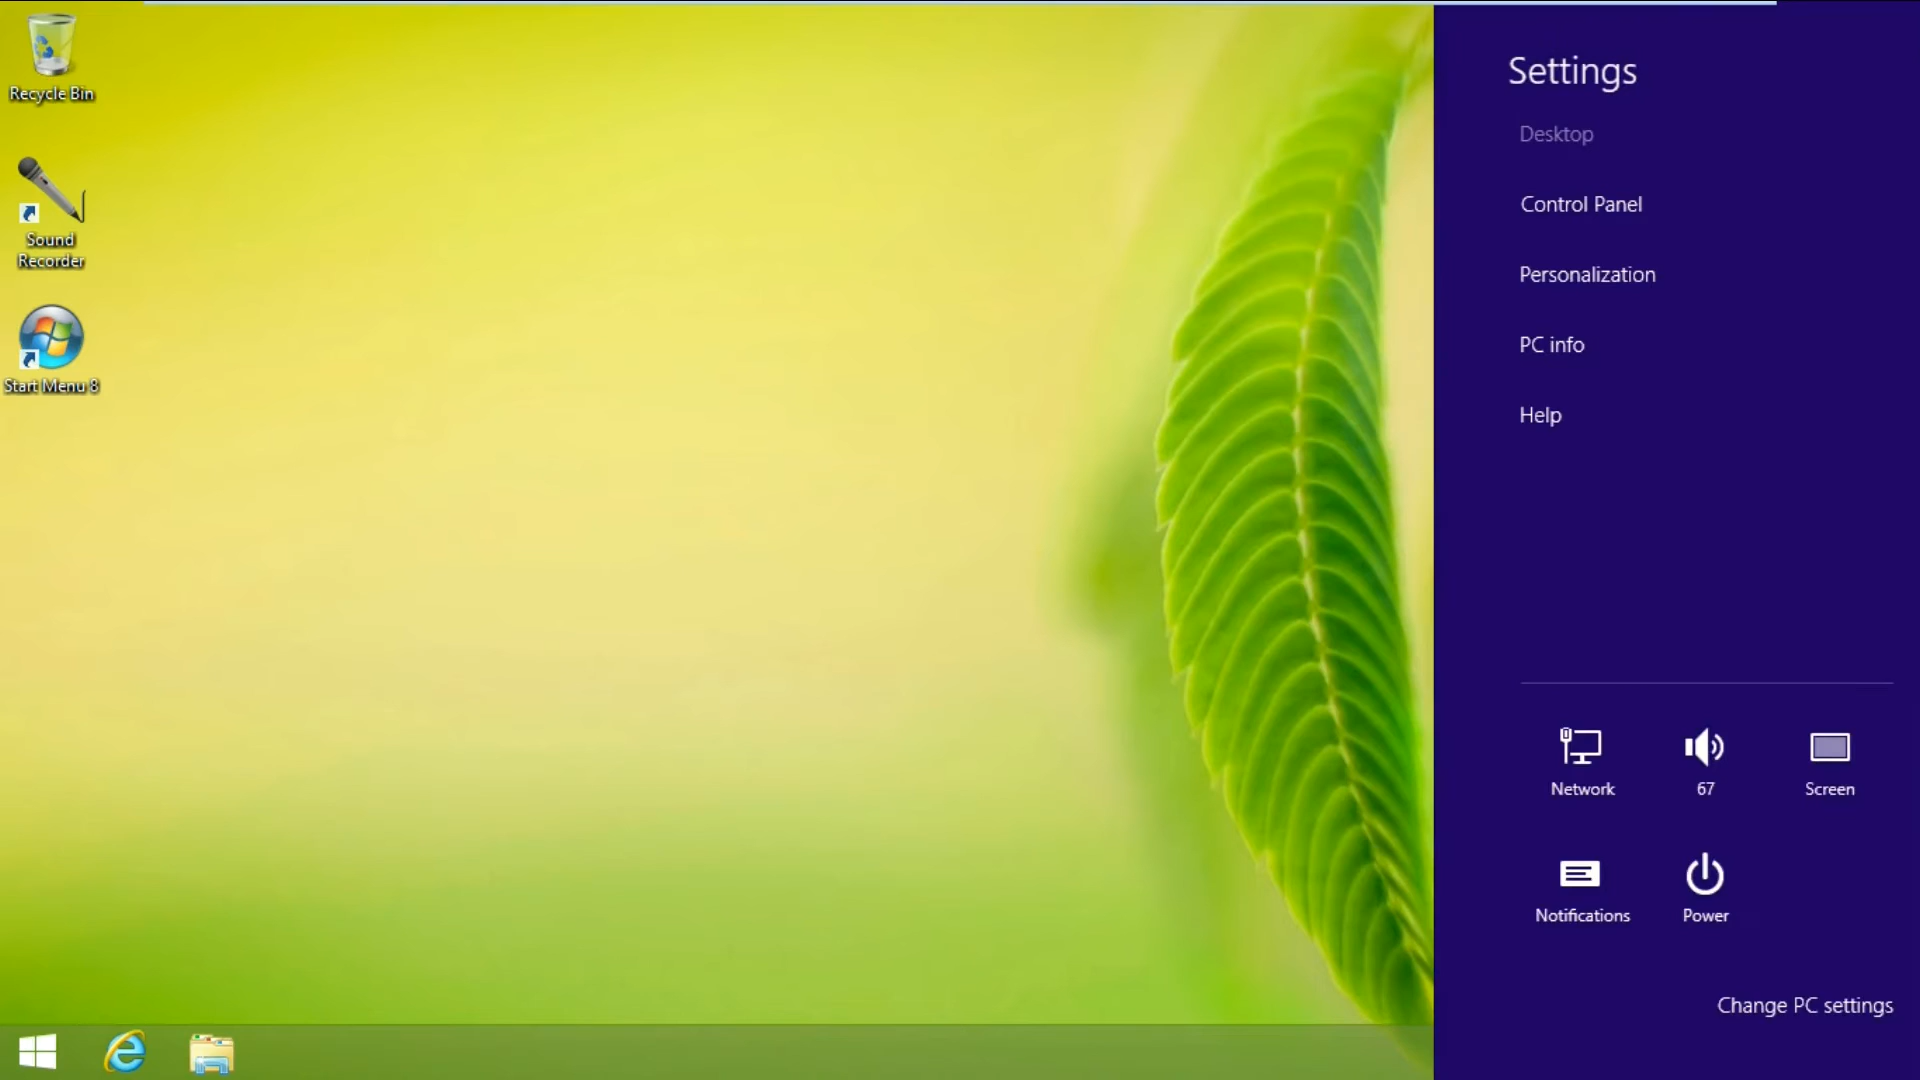 Recycle Bin
Sound
Recorder
Start Menu 8
Settings
Desktop
Control Panel
Personalization
PC info
Help
Network
67
Screen
Notifications
Power
Change PC settings